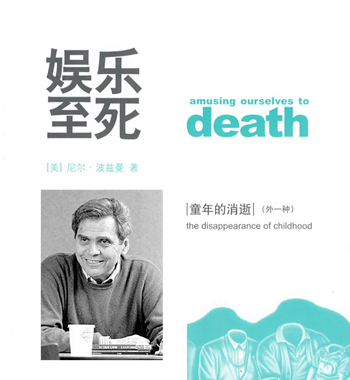 娱乐
至死
amusing ourselves to
death
[美] 尼尔·波兹曼 著
|童年的消逝| (外一种)
the disappearance of childhood